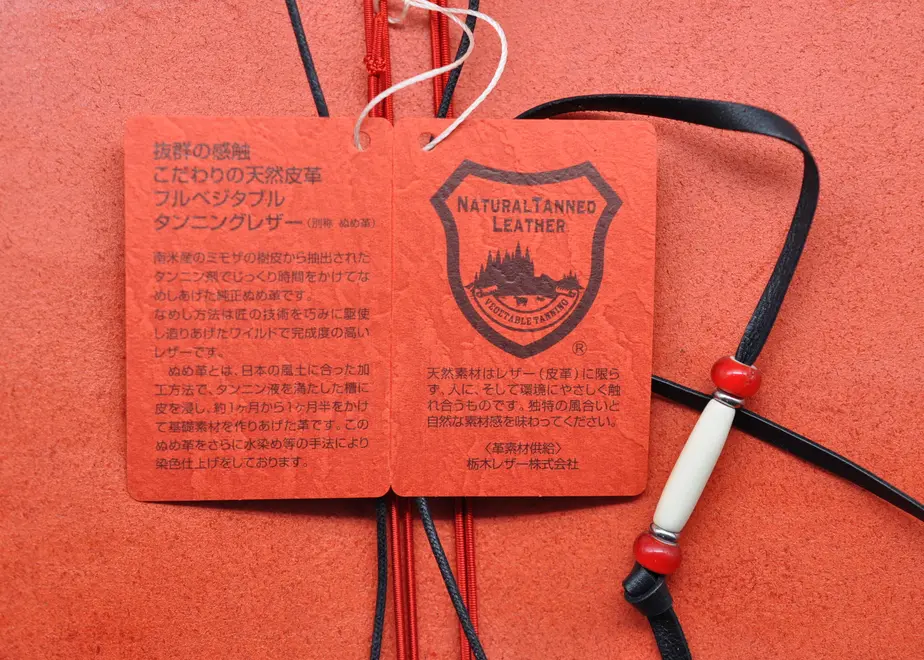 抜群の感触
こだわりの天然皮革
フルベジタブル
タンニングレザー（別称 ぬめ革）
南米産のミモザの樹皮から抽出された
タンニン剤でじっくり時間をかけてな
めしあげた純正ぬめ革です。
なめし方法は匠の技術を巧みに駆使
し造りあげたワイルドで完成度の高い
レザーです。
ぬめ革とは、日本の風土に合った加
工方法で、タンニン液を満たした槽に
皮を浸し、約1ヶ月から1ヶ月半をかけ
て基礎素材を作りあげた革です。この
ぬめ革をさらに水染め等の手法により
染色仕上げをしております。
NATURALTANNED
LEATHER
VEGETABLE TANNING
®
天然素材はレザー（皮革）に限ら
ず、人に、そして環境にやさしく触
れ合うものです。独特の風合いと
自然な素材感を味わってください。
〈革素材供給〉
栃木レザー株式会社